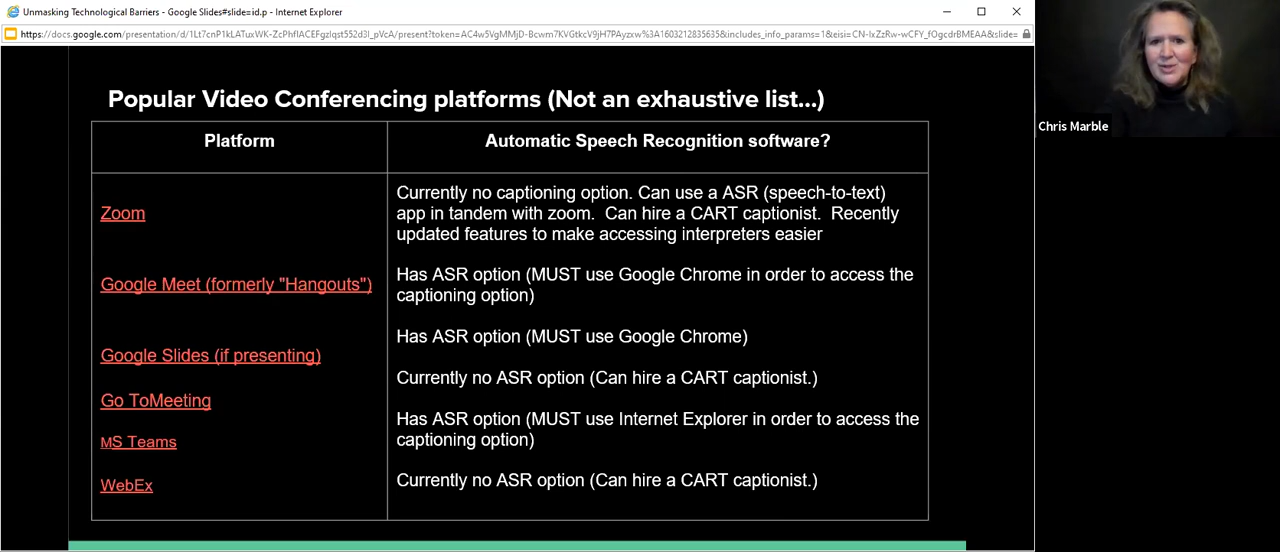 Unmasking Technological Barriers - Google Slides#slide=id.p - Internet Explorer
Popular Video Conferencing platforms (Not an exhaustive list...)
Platform
Automatic Speech Recognition software?
Zoom
Currently no captioning option. Can use a ASR (speech-to-text)
app in tandem with zoom. Can hire a CART captionist. Recently
updated features to make accessing interpreters easier
Google Meet (formerly "Hangouts")
Has ASR option (MUST use Google Chrome in order to access the
captioning option)
Google Slides (if presenting)
Has ASR option (MUST use Google Chrome)
Go ToMeeting
Currently no ASR option (Can hire a CART captionist.)
MS Teams
Has ASR option (MUST use Internet Explorer in order to access the
captioning option)
WebEx
Currently no ASR option (Can hire a CART captionist.)
Chris Marble